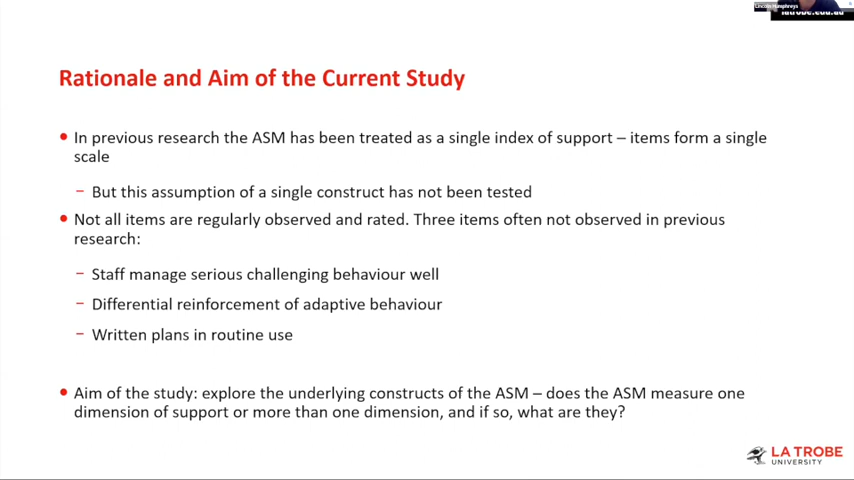 Lincoln Humphreys
latrobe.edu.au
Rationale and Aim of the Current Study
• In previous research the ASM has been treated as a single index of support – items form a single
scale
– But this assumption of a single construct has not been tested
• Not all items are regularly observed and rated. Three items often not observed in previous
research:
– Staff manage serious challenging behaviour well
– Differential reinforcement of adaptive behaviour
– Written plans in routine use
• Aim of the study: explore the underlying constructs of the ASM – does the ASM measure one
dimension of support or more than one dimension, and if so, what are they?
LA TROBE
UNIVERSITY